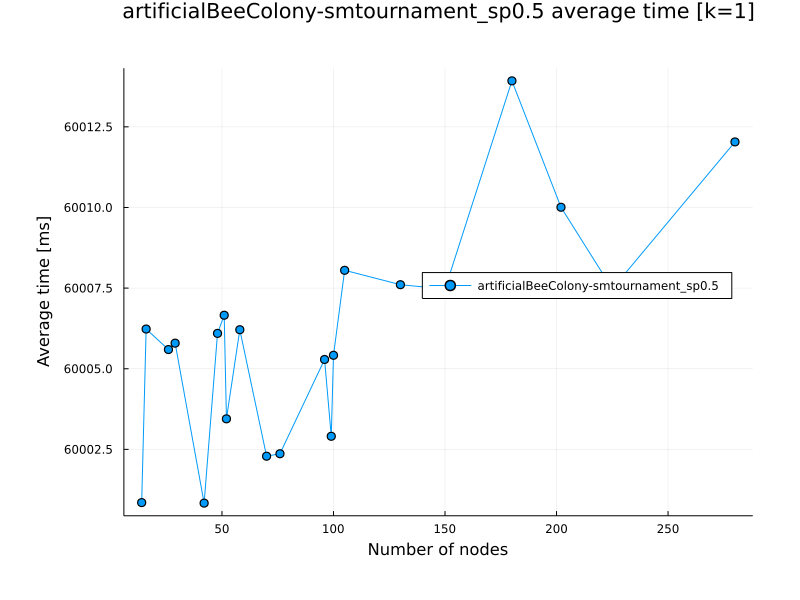 artificialBeeColony-smtournament_sp0.5 average time [k=1]
Average time [ms]
60012.5
60010.0
60007.5
60005.0
60002.5
artificialBeeColony-smtournament_sp0.5
50 100 150 200 250
Number of nodes